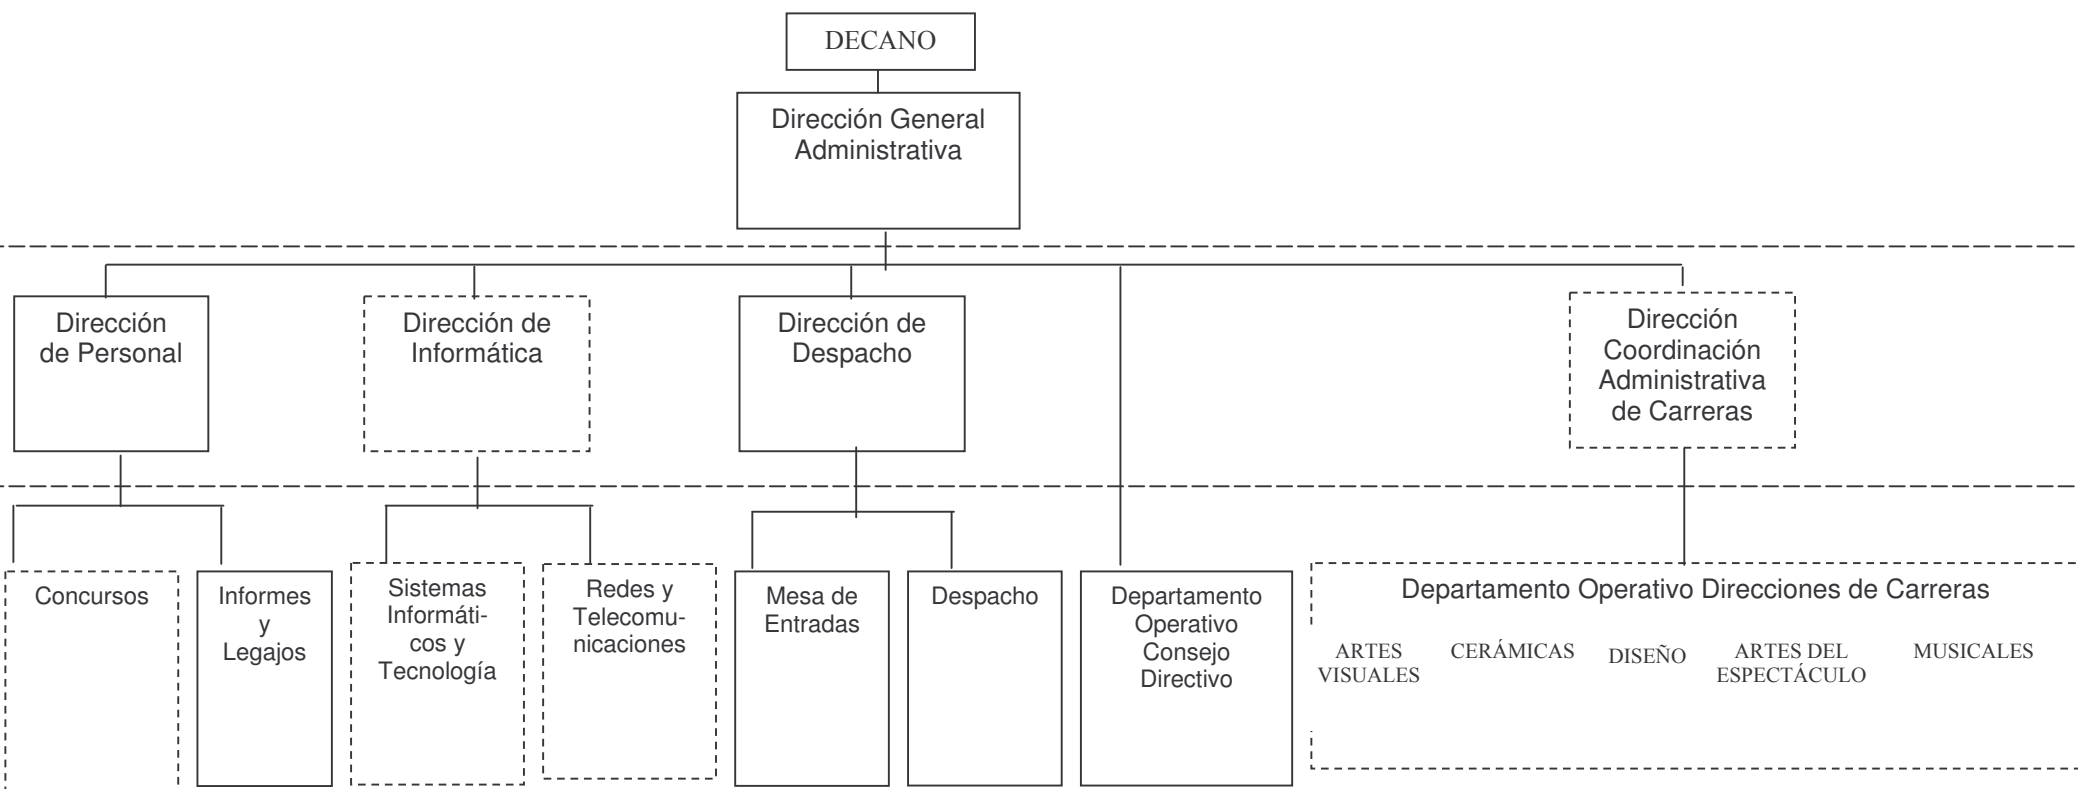 DECANO
Dirección General
Administrativa
Dirección
de Personal
Dirección de
Informática
Dirección de
Despacho
Dirección
Coordinación
Administrativa
de Carreras
Concursos
Informes
y
Legajos
Sistemas
Informáti-
cos y
Tecnología
Redes y
Telecomu-
nicaciones
Mesa de
Entradas
Despacho
Departamento
Operativo
Consejo
Directivo
Departamento Operativo Direcciones de Carreras
ARTES
VISUALES
CERÁMICAS
DISEÑO
ARTES DEL
ESPECTÁCULO
MUSICALES